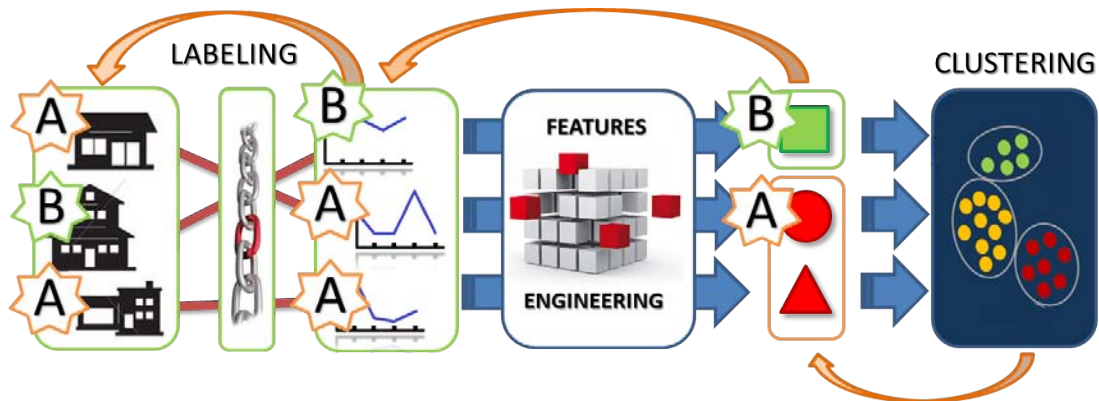 LABELING
CLUSTERING
A
B
A
B
A
A
FEATURES
ENGINEERING
B
A